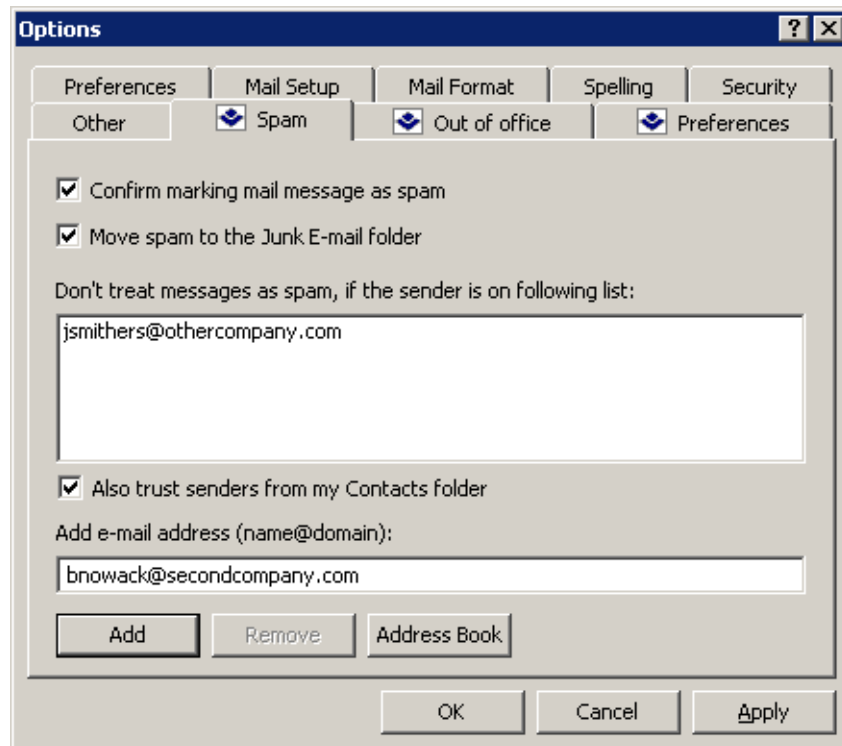 Options
Preferences Mail Setup Mail Format Spelling Security
Other Spam Out of office Preferences
Confirm marking mail message as spam
Move spam to the Junk E-mail folder
Don't treat messages as spam, if the sender is on following list:
jsmithers@othercompany.com
Also trust senders from my Contacts folder
Add e-mail address (name@domain):
bnowack@secondcompany.com
Add Remove Address Book
OK Cancel Apply